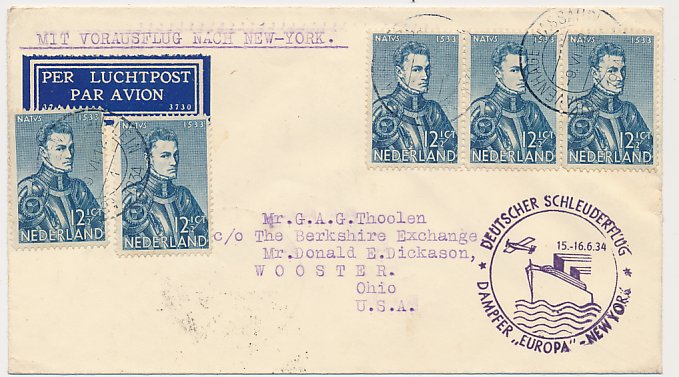 MIT VORAUSFLUG NACH NEW-YORK.
PER LUCHTPOST
PAR AVION
3730
NATVS 1533
12½ CT
NEDERLAND
NATVS 1533
12½ CT
NEDERLAND
NATVS 1533
12½ CT
NEDERLAND
NATVS 1533
12½ CT
NEDERLAND
NATVS 1533
12½ CT
NEDERLAND
Mr.G.A.G.Thoolen
c/o The Berkshire Exchange
Mr.Donald E.Dickason,
WOOSTER.
Ohio
U.S.A.
* DEUTSCHER SCHLEUDERFLUG *
15.-16.6.34
DAMPFER „EUROPA" - NEWYORK